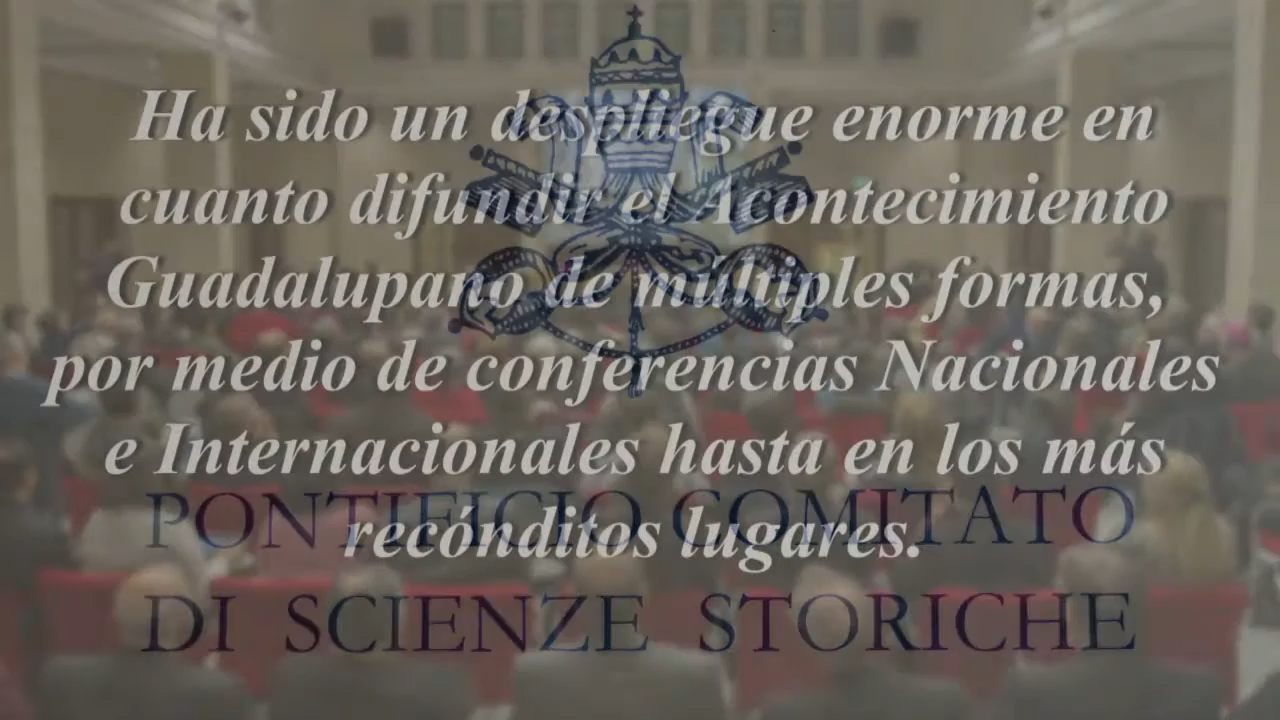 Ha sido un despliegue enorme en
cuanto difundir el Acontecimiento
Guadalupano de múltiples formas,
por medio de conferencias Nacionales
e Internacionales hasta en los más
recónditos lugares.
PONTIFICIO COMITATO
DI SCIENZE STORICHE